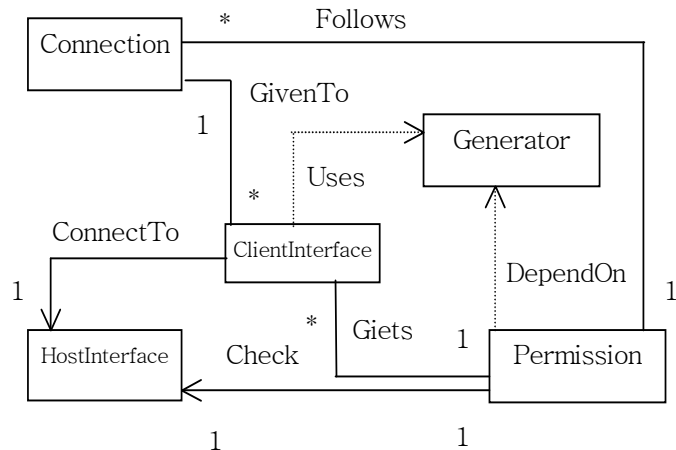 * Follows
Connection
GivenTo
1
Generator
Uses
*
ConnectTo
ClientInterface
DependOn
1
1
*
Giets
1
HostInterface
Check
Permission
1
1